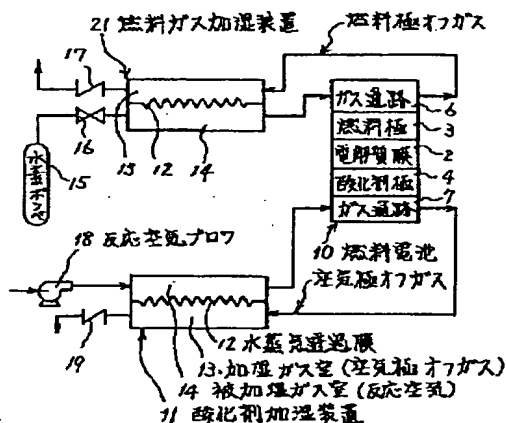 21 燃料ガス加湿装置
燃料極オフガス
17
16
13
12
14
15
水素ボンベ
ガス通路
6
燃料極
3
電解質膜
2
酸化剤極
4
ガス通路
7
10 燃料電池
空気極オフガス
18 反応空気ブロワ
19
12 水蒸気透過膜
13・加湿ガス室(空気極オフガス)
14 被加湿ガス室(反応空気)
11 酸化剤加湿装置